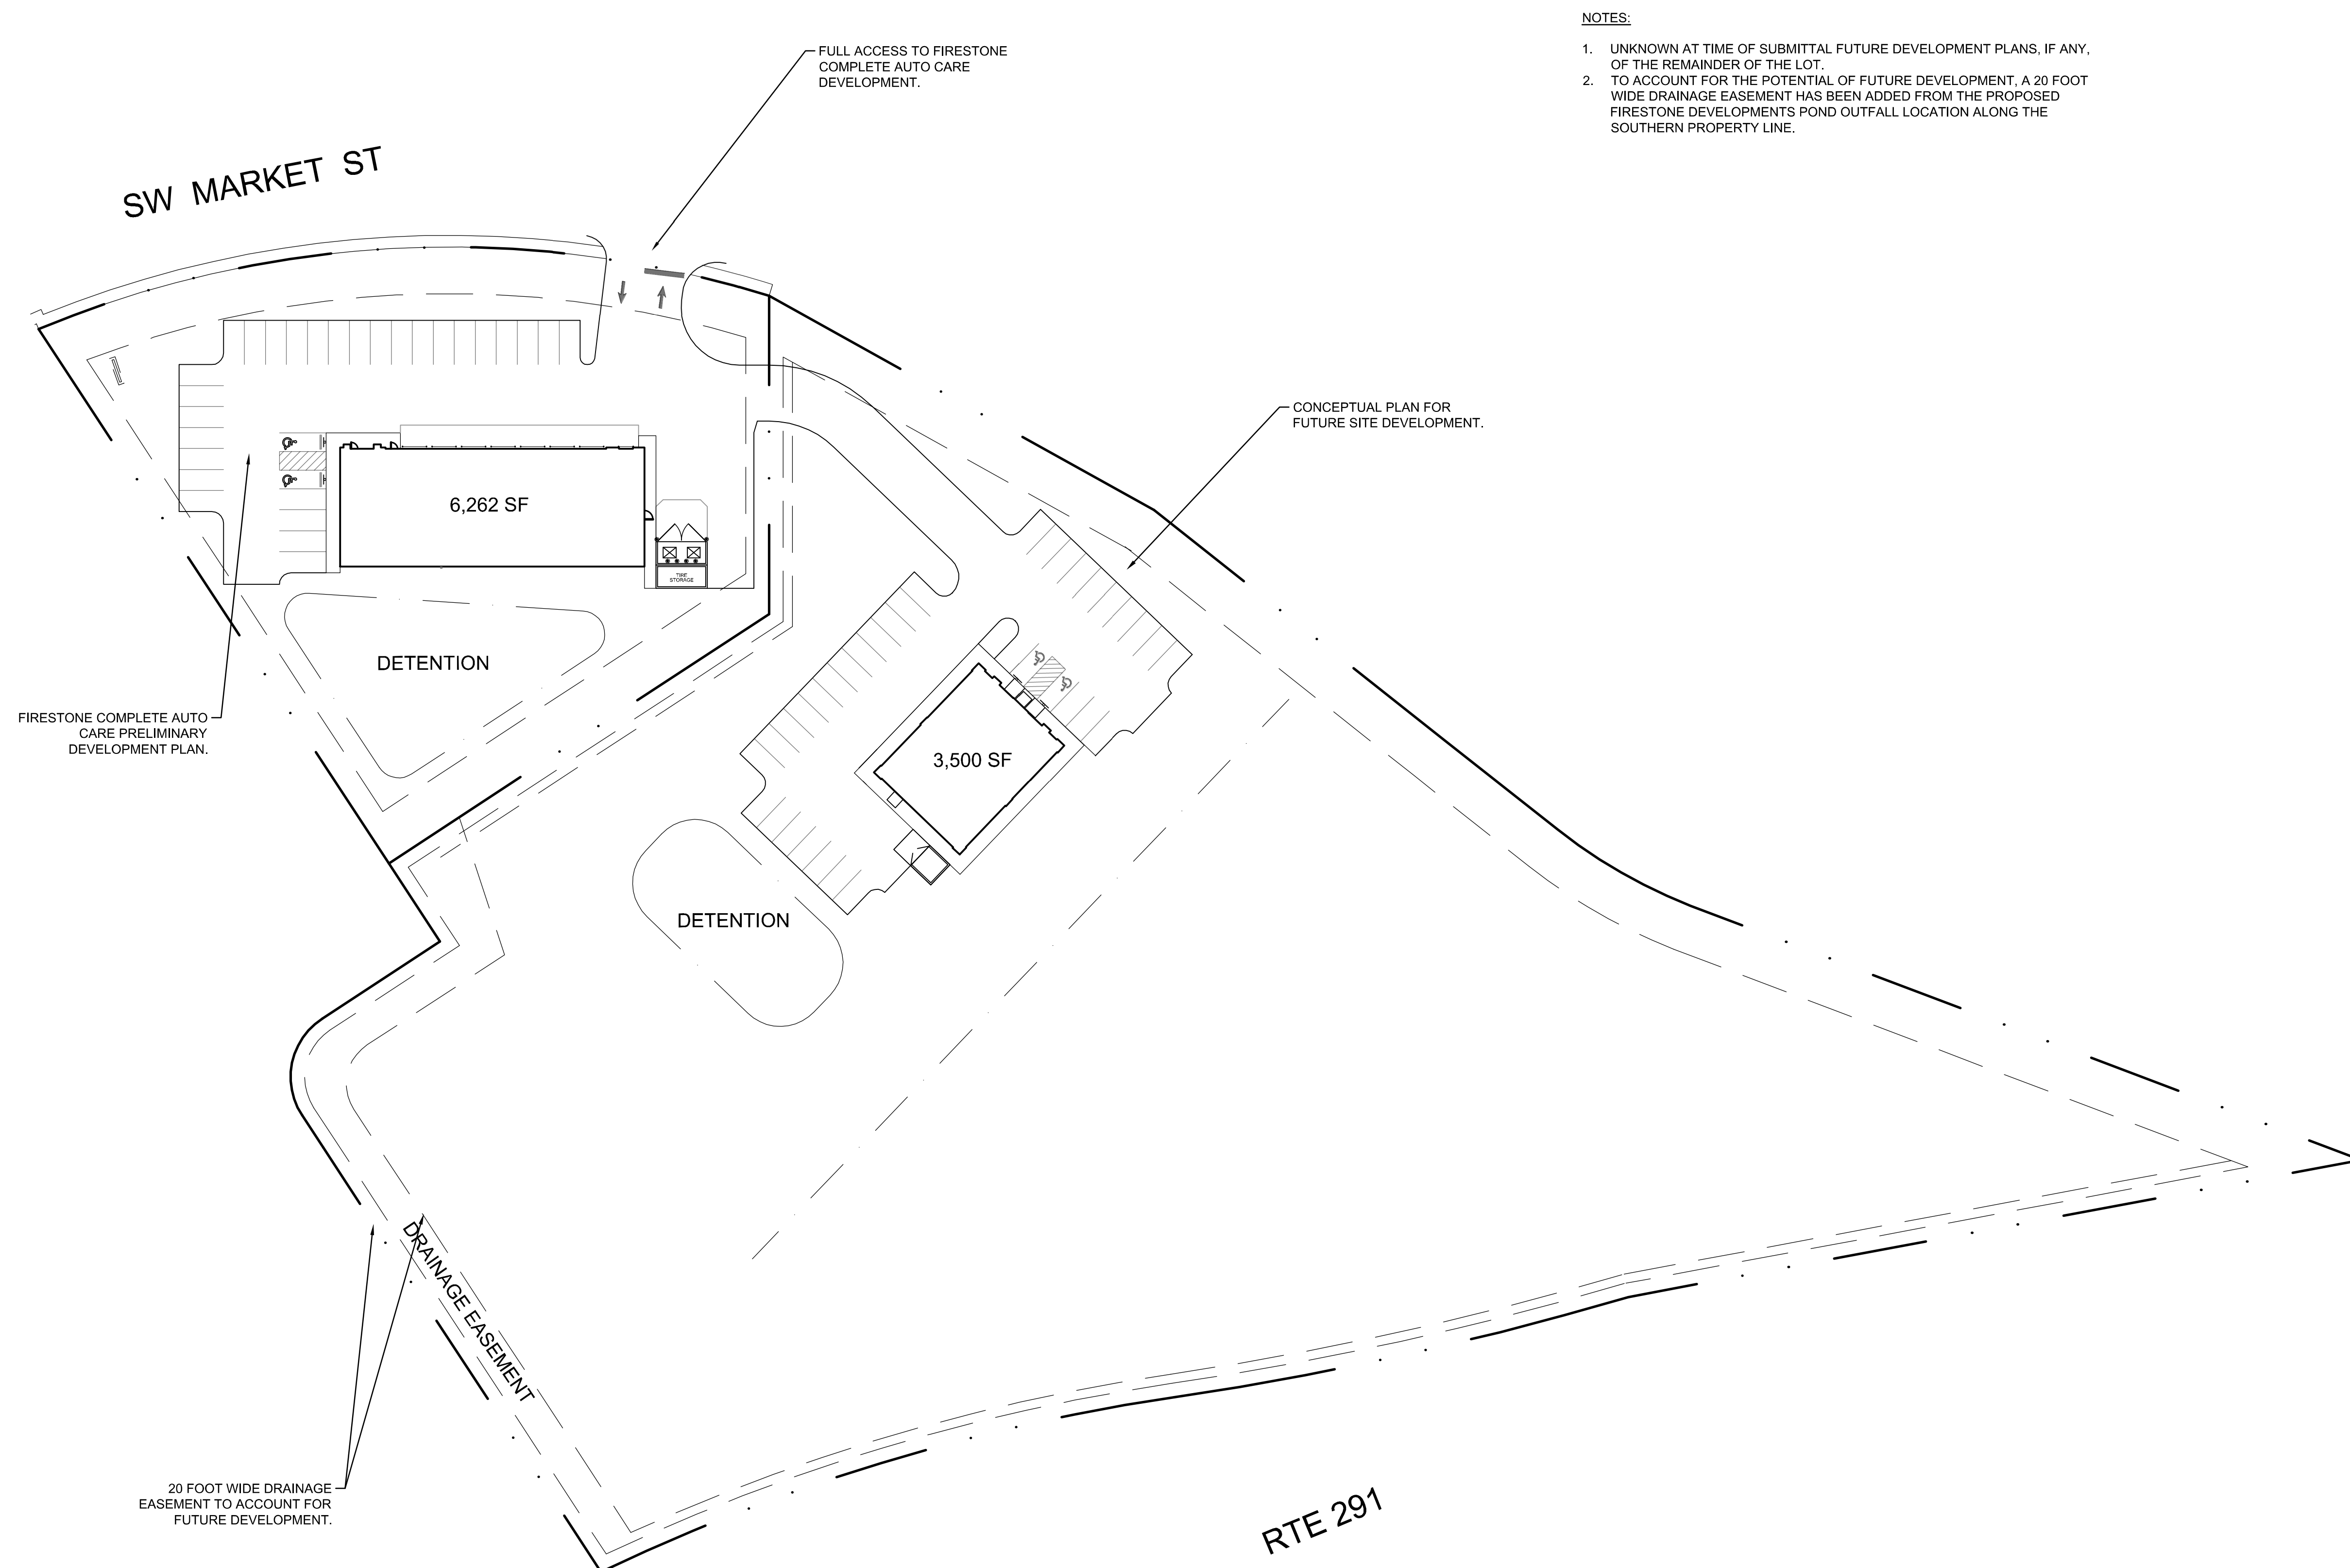 NOTES:
1. UNKNOWN AT TIME OF SUBMITTAL FUTURE DEVELOPMENT PLANS, IF ANY,
OF THE REMAINDER OF THE LOT.
2. TO ACCOUNT FOR THE POTENTIAL OF FUTURE DEVELOPMENT, A 20 FOOT
WIDE DRAINAGE EASEMENT HAS BEEN ADDED FROM THE PROPOSED
FIRESTONE DEVELOPMENTS POND OUTFALL LOCATION ALONG THE
SOUTHERN PROPERTY LINE.
FULL ACCESS TO FIRESTONE
COMPLETE AUTO CARE
DEVELOPMENT.
SW MARKET ST
CONCEPTUAL PLAN FOR
FUTURE SITE DEVELOPMENT.
6,262 SF
TIRE
STORAGE
DETENTION
FIRESTONE COMPLETE AUTO
CARE PRELIMINARY
DEVELOPMENT PLAN.
3,500 SF
DETENTION
DRAINAGE EASEMENT
20 FOOT WIDE DRAINAGE
EASEMENT TO ACCOUNT FOR
FUTURE DEVELOPMENT.
RTE 291